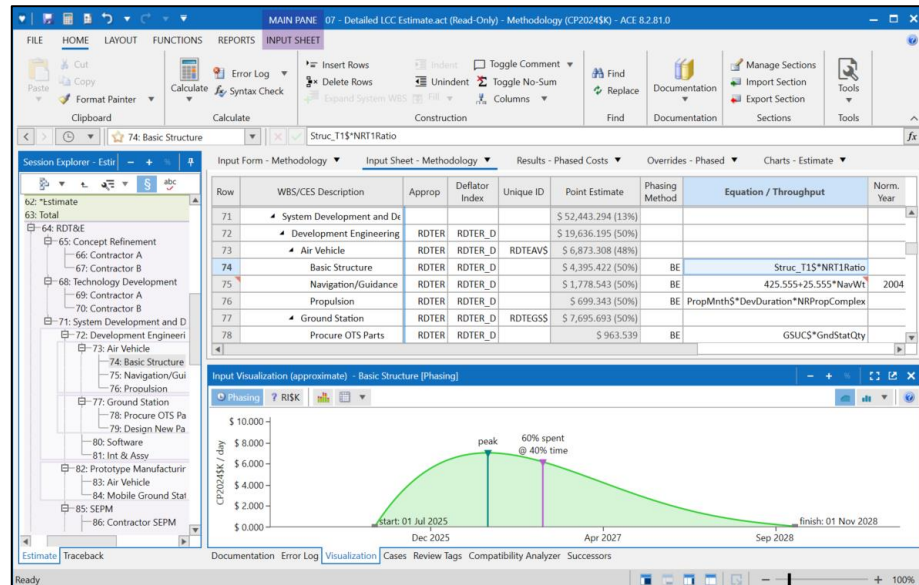 MAIN PANE
07 - Detailed LCC Estimate.act (Read-Only) - Methodology (CP2024$K) - ACE 8.2.81.0
FILE HOME LAYOUT FUNCTIONS REPORTS INPUT SHEET
Paste
Cut
Copy
Format Painter
Clipboard
Calculate
Error Log
Syntax Check
Calculate
Insert Rows
Delete Rows
Expand System WBS
Indent
Unindent
Fill
Toggle Comment
Toggle No-Sum
Columns
Construction
Find
Replace
Find
Documentation
Documentation
Manage Sections
Import Section
Export Section
Sections
Tools
Tools
74: Basic Structure
Struc_T1$*NRT1Ratio
fx
Session Explorer - Estir
§ abc
62: *Estimate
63: Total
64: RDT&E
65: Concept Refinement
66: Contractor A
67: Contractor B
68: Technology Development
69: Contractor A
70: Contractor B
71: System Development and D
72: Development Engineeri
73: Air Vehicle
74: Basic Structure
75: Navigation/Gui
76: Propulsion
77: Ground Station
78: Procure OTS Pa
79: Design New Pa
80: Software
81: Int & Assy
82: Prototype Manufacturir
83: Air Vehicle
84: Mobile Ground Stat
85: SEPM
86: Contractor SEPM
Estimate Traceback
Input Form - Methodology Input Sheet - Methodology Results - Phased Costs Overrides - Phased Charts - Estimate
Row WBS/CES Description Approp Deflator Index Unique ID Point Estimate Phasing Method Equation / Throughput Norm. Year
71 System Development and De $ 52,443.294 (13%)
72 Development Engineering RDTER RDTER_D $ 19,636.195 (50%)
73 Air Vehicle RDTER RDTER_D RDTEAV$ $ 6,873.308 (48%)
74 Basic Structure RDTER RDTER_D $ 4,395.422 (50%) BE Struc_T1$*NRT1Ratio
75 Navigation/Guidance RDTER RDTER_D $ 1,778.543 (50%) BE 425.555+25.555*NavWt 2004
76 Propulsion RDTER RDTER_D $ 699.343 (50%) BE PropMnth$*DevDuration*NRPropComplex
77 Ground Station RDTER RDTER_D RDTEGS$ $ 7,695.693 (50%)
78 Procure OTS Parts RDTER RDTER_D $ 963.539 BE GSUC$*GndStatQty
Input Visualization (approximate) - Basic Structure [Phasing]
Phasing ? RI$K
CP2024$K / day
$ 10.000
$ 8.000
$ 6.000
$ 4.000
$ 2.000
$ 0.000
peak
60% spent
@ 40% time
start: 01 Jul 2025
finish: 01 Nov 2028
Dec 2025 Apr 2027 Sep 2028
Documentation Error Log Visualization Cases Review Tags Compatibility Analyzer Successors
Ready
100%